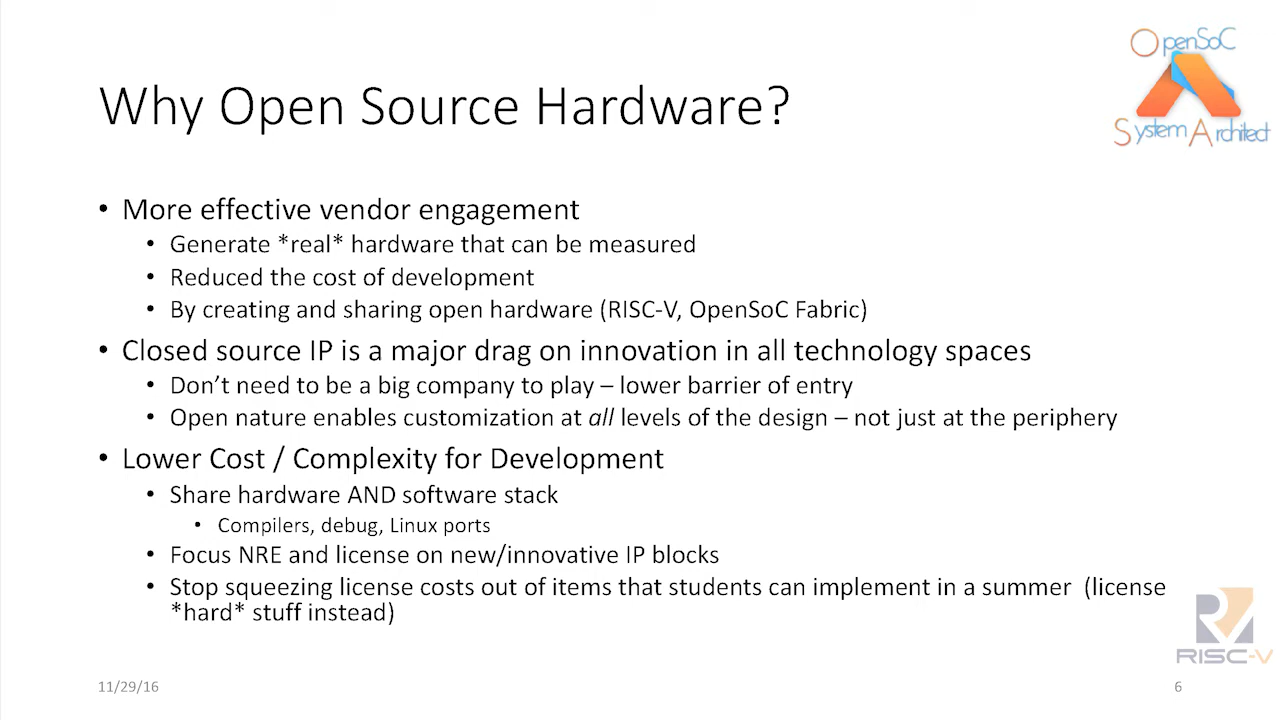 OpenSoC
System Architect
Why Open Source Hardware?
• More effective vendor engagement
• Generate *real* hardware that can be measured
• Reduced the cost of development
• By creating and sharing open hardware (RISC-V, OpenSoC Fabric)
• Closed source IP is a major drag on innovation in all technology spaces
• Don’t need to be a big company to play – lower barrier of entry
• Open nature enables customization at all levels of the design – not just at the periphery
• Lower Cost / Complexity for Development
• Share hardware AND software stack
• Compilers, debug, Linux ports
• Focus NRE and license on new/innovative IP blocks
• Stop squeezing license costs out of items that students can implement in a summer (license
*hard* stuff instead)
RISC-V
11/29/16
6